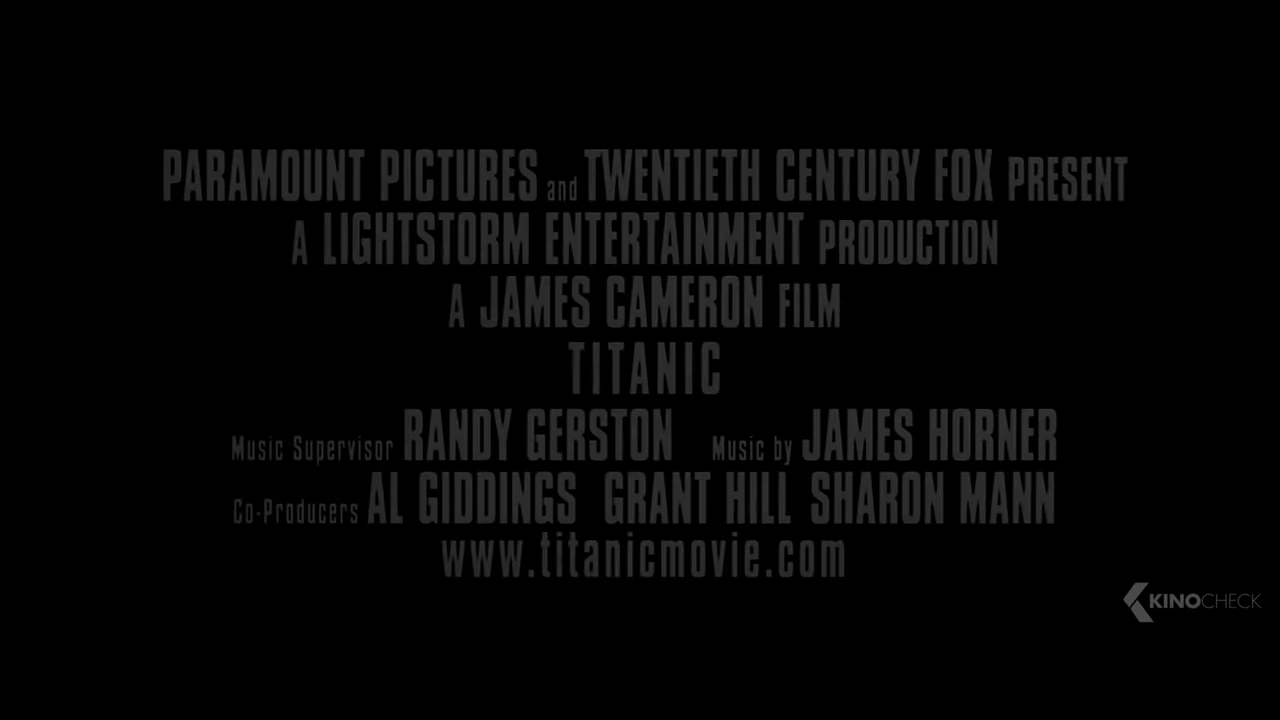 PARAMOUNT PICTURES and TWENTIETH CENTURY FOX PRESENT
A LIGHTSTORM ENTERTAINMENT PRODUCTION
A JAMES CAMERON FILM
TITANIC
Music Supervisor RANDY GERSTON Music by JAMES HORNER
Co-Producers AL GIDDINGS GRANT HILL SHARON MANN
www.titanicmovie.com
KINOCHECK